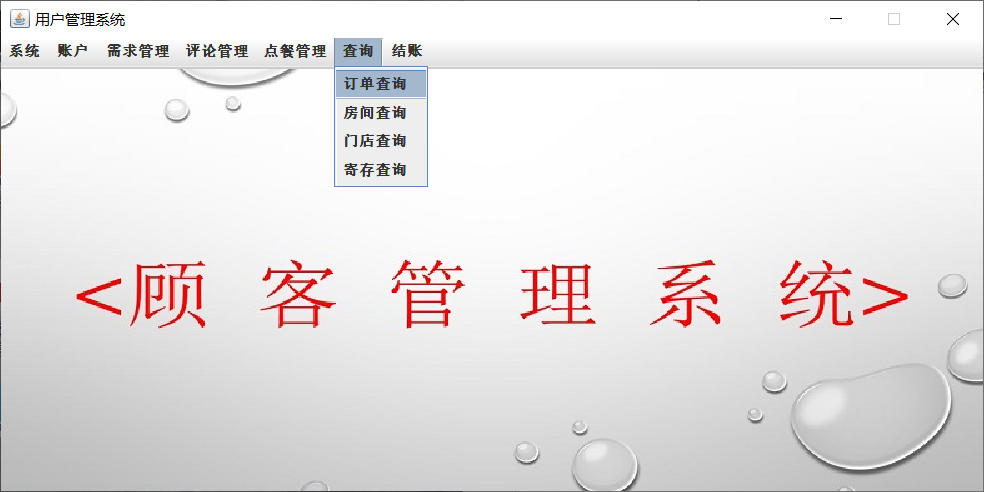 用户管理系统
系统 账户 需求管理 评论管理 点餐管理 查询 结账
订单查询
房间查询
门店查询
寄存查询
<顾 客 管 理 系 统>